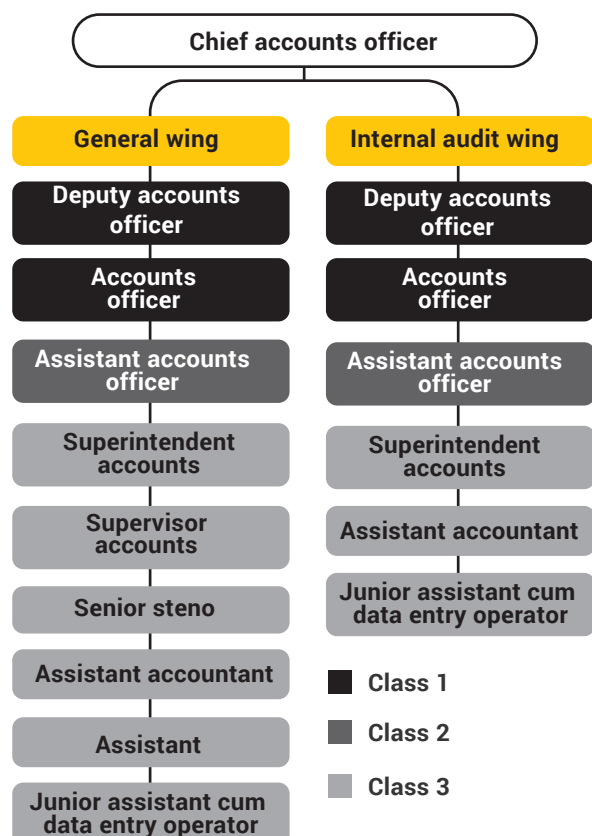 Chief accounts officer
General wing
Deputy accounts
officer
Accounts
officer
Assistant accounts
officer
Superintendent
accounts
Supervisor
accounts
Senior steno
Assistant accountant
Assistant
Junior assistant cum
data entry operator
Internal audit wing
Deputy accounts
officer
Accounts
officer
Assistant accounts
officer
Superintendent
accounts
Assistant accountant
Junior assistant cum
data entry operator
Class 1
Class 2
Class 3